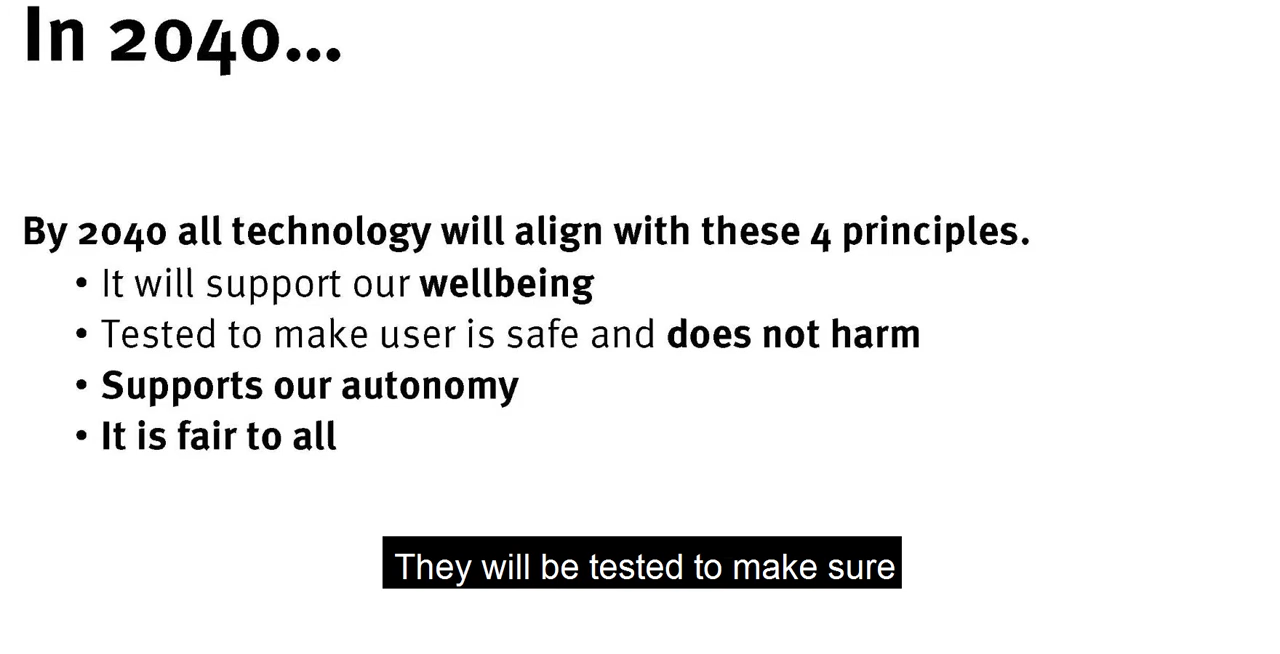 In 2040...
By 2040 all technology will align with these 4 principles.
• It will support our wellbeing
• Tested to make user is safe and does not harm
• Supports our autonomy
• It is fair to all
They will be tested to make sure